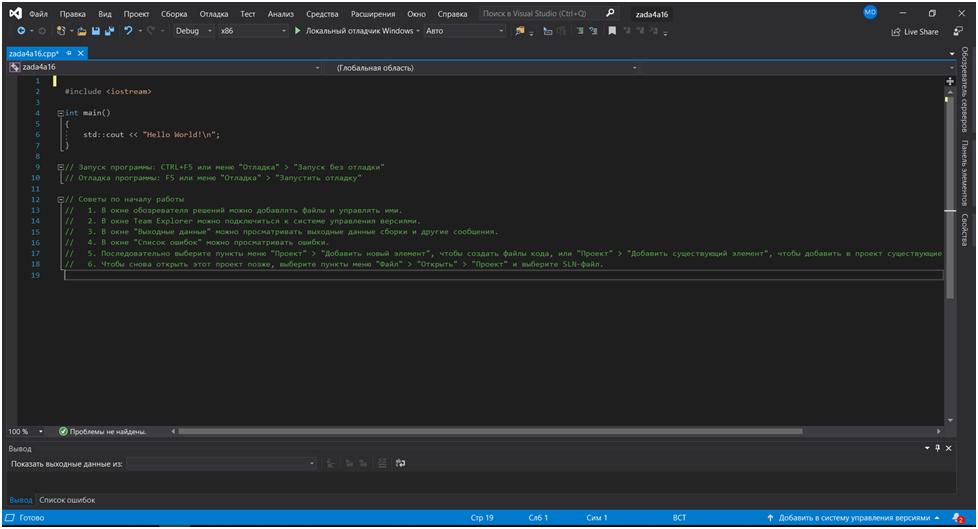 Файл Правка Вид Проект Сборка Отладка Тест Анализ Средства Расширения Окно Справка Поиск в Visual Studio (Ctrl+Q) zada4a16 MD
Debug x86 Локальный отладчик Windows Авто Live Share
zada4a16.cpp*
zada4a16 (Глобальная область)
1
2 #include <iostream>
3
4 int main()
5 {
6 std::cout << "Hello World!\n";
7 }
8
9 // Запуск программы: CTRL+F5 или меню "Отладка" > "Запуск без отладки"
10 // Отладка программы: F5 или меню "Отладка" > "Запустить отладку"
11
12 // Советы по началу работы
13 // 1. В окне обозревателя решений можно добавлять файлы и управлять ими.
14 // 2. В окне Team Explorer можно подключиться к системе управления версиями.
15 // 3. В окне "Выходные данные" можно просматривать выходные данные сборки и другие сообщения.
16 // 4. В окне "Список ошибок" можно просматривать ошибки.
17 // 5. Последовательно выберите пункты меню "Проект" > "Добавить новый элемент", чтобы создать файлы кода, или "Проект" > "Добавить существующий элемент", чтобы добавить в проект существующие
18 // 6. Чтобы снова открыть этот проект позже, выберите пункты меню "Файл" > "Открыть" > "Проект" и выберите SLN-файл.
19
Обозреватель серверов
Панель элементов
Свойства
100 % Проблемы не найдены.
Вывод
Показать выходные данные из:
Вывод Список ошибок
Готово Стр 19 Слб 1 Сим 1 ВСТ Добавить в систему управления версиями 2